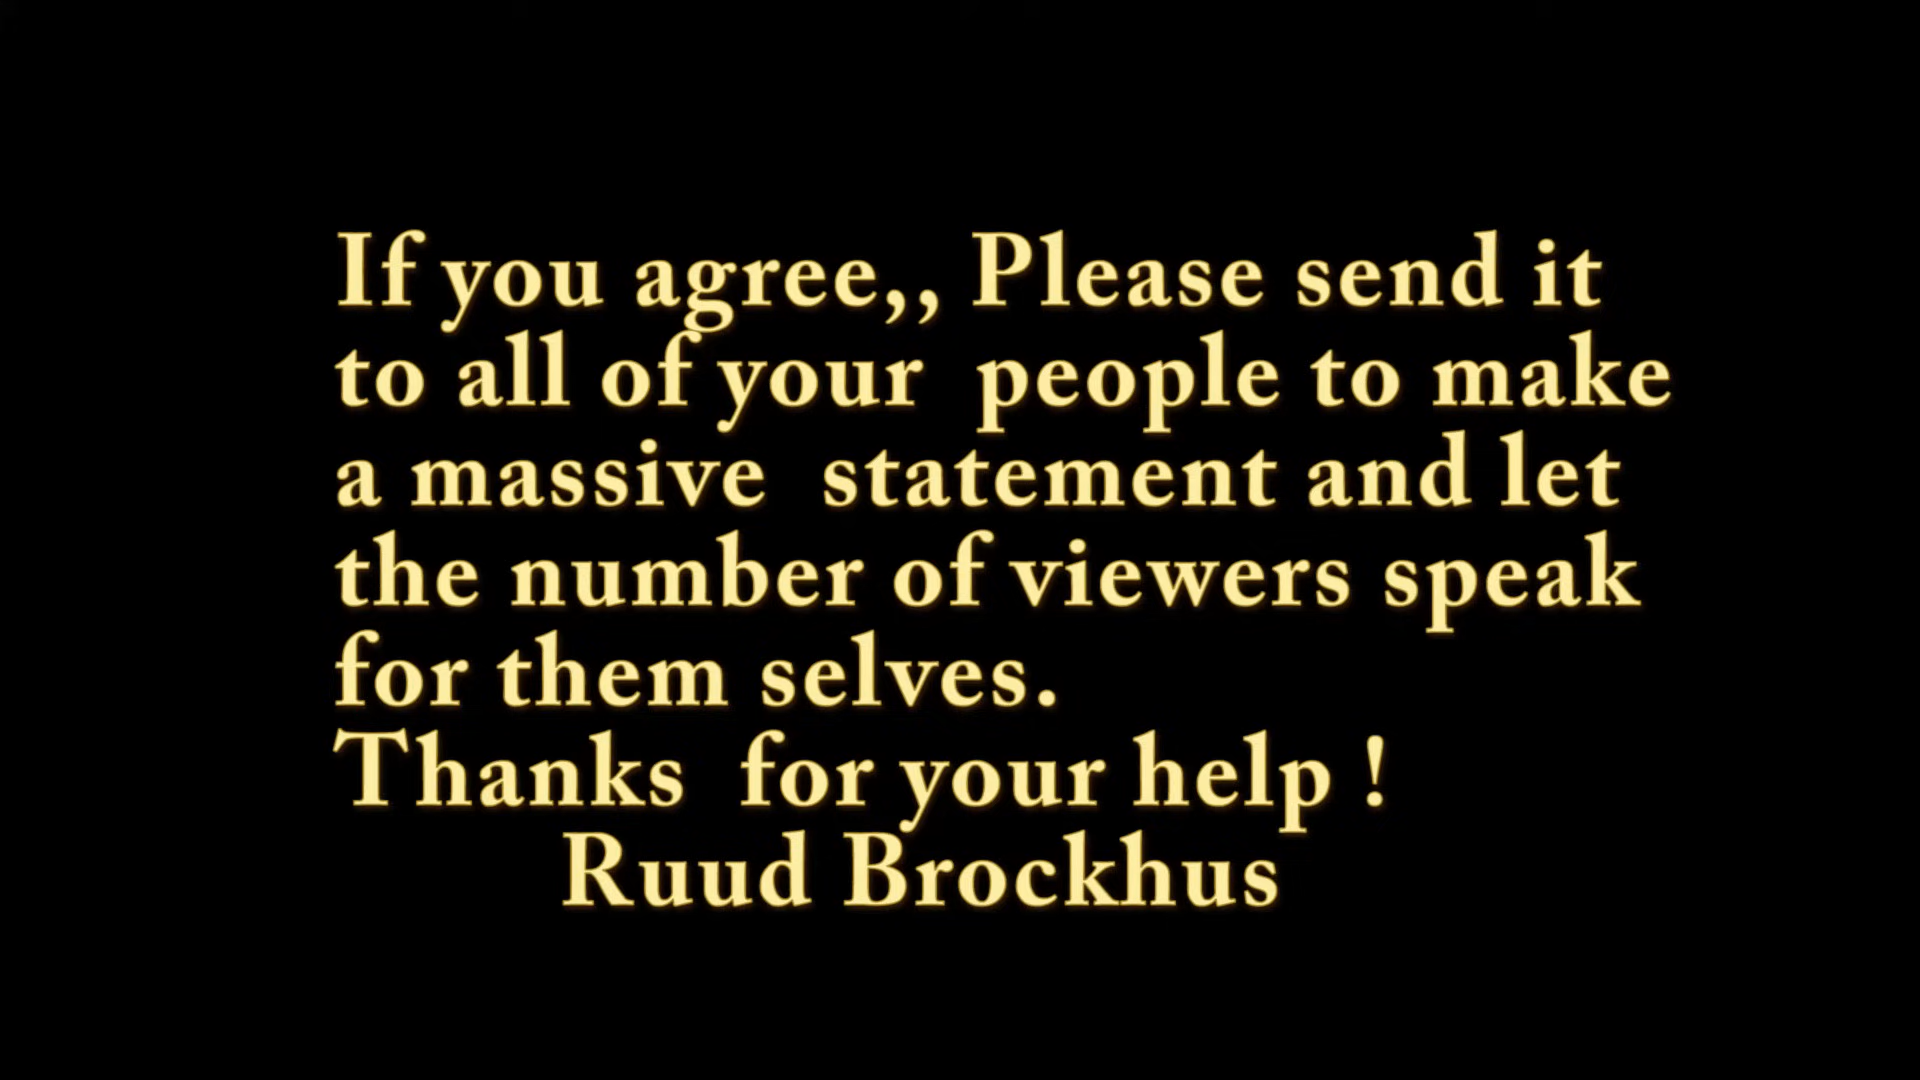 If you agree,, Please send it
to all of your  people to make
a massive  statement and let
the number of viewers speak
for them selves.
Thanks  for your help !
Ruud Brockhus